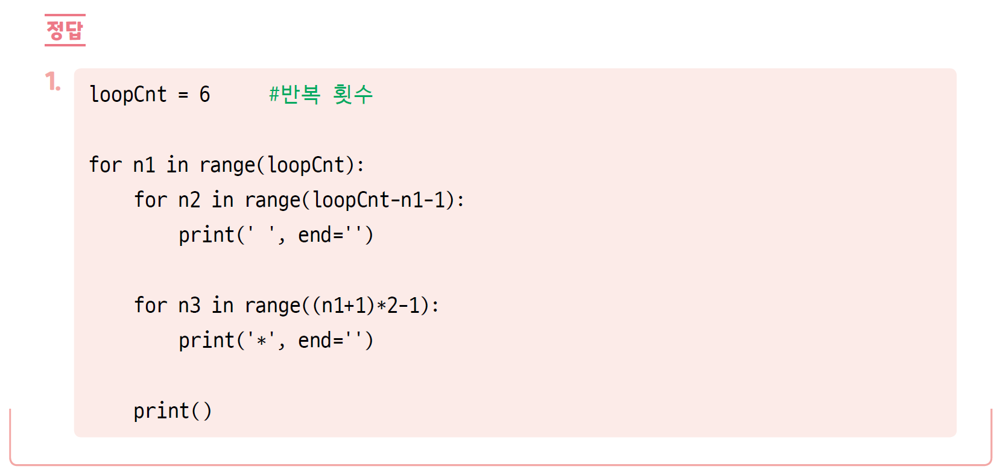 정답
1.
loopCnt = 6     #반복 횟수
for n1 in range(loopCnt):
    for n2 in range(loopCnt-n1-1):
        print(' ', end='')
    for n3 in range((n1+1)*2-1):
        print('*', end='')
    print()